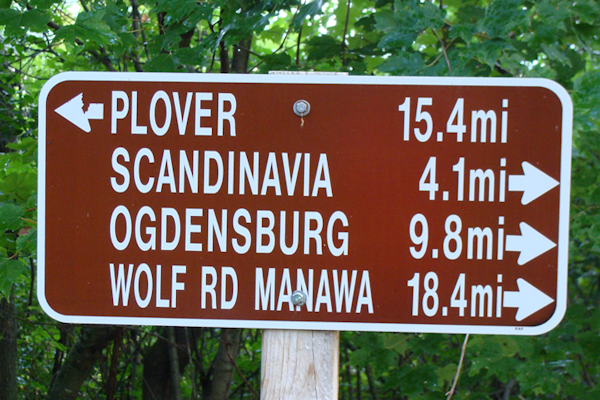 PLOVER 15.4mi
SCANDINAVIA 4.1mi
OGDENSBURG 9.8mi
WOLF RD MANAWA 18.4mi